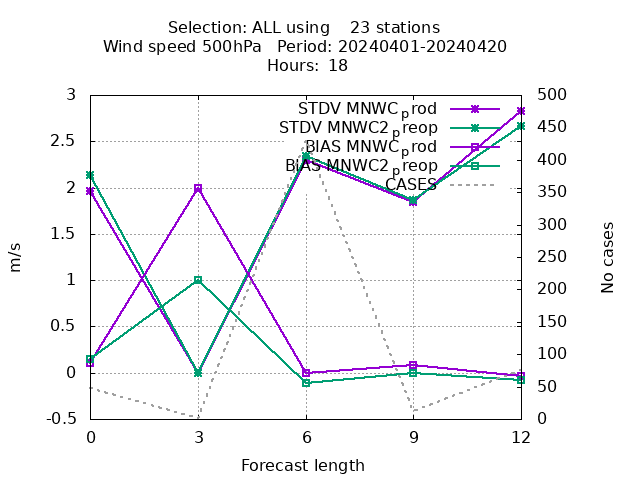 Selection: ALL using    23 stations
Wind speed 500hPa   Period: 20240401-20240420
Hours: 18
STDV MNWC_prod
STDV MNWC2_preop
BIAS MNWC_prod
BIAS MNWC2_preop
CASES
3
2.5
2
1.5
1
0.5
0
-0.5
m/s
500
450
400
350
300
250
200
150
100
50
0
No cases
0 3 6 9 12
Forecast length